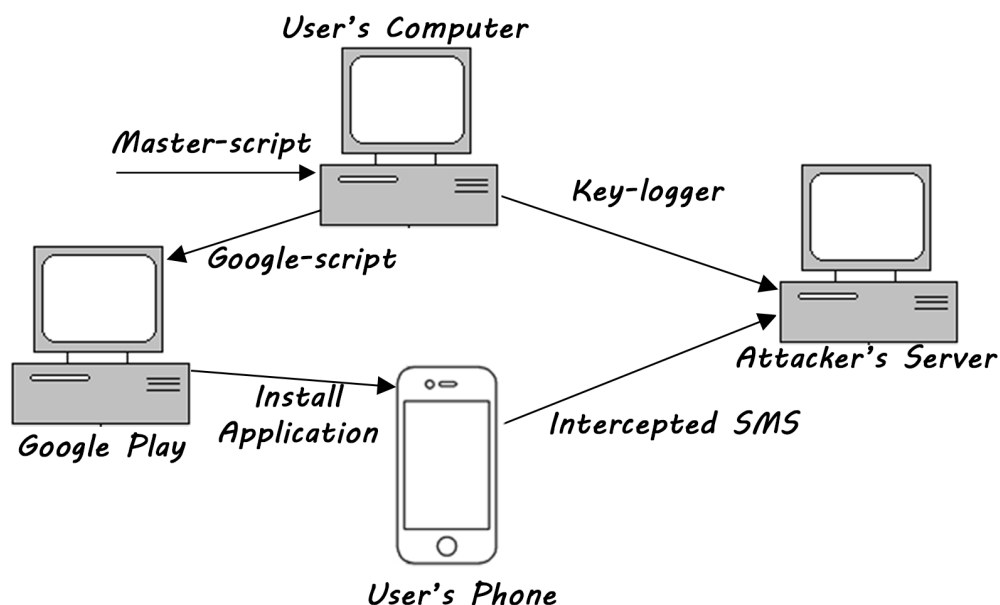 User's Computer
Master-script
Key-logger
Google-script
Attacker's Server
Install
Application
Intercepted SMS
Google Play
User's Phone